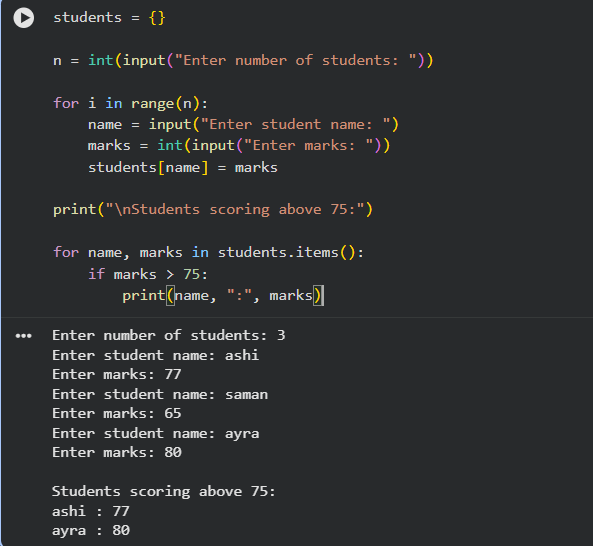 students = {}
n = int(input("Enter number of students: "))
for i in range(n):
    name = input("Enter student name: ")
    marks = int(input("Enter marks: "))
    students[name] = marks
print("\nStudents scoring above 75:")
for name, marks in students.items():
    if marks > 75:
        print(name, ":", marks)
Enter number of students: 3
Enter student name: ashi
Enter marks: 77
Enter student name: saman
Enter marks: 65
Enter student name: ayra
Enter marks: 80
Students scoring above 75:
ashi : 77
ayra : 80